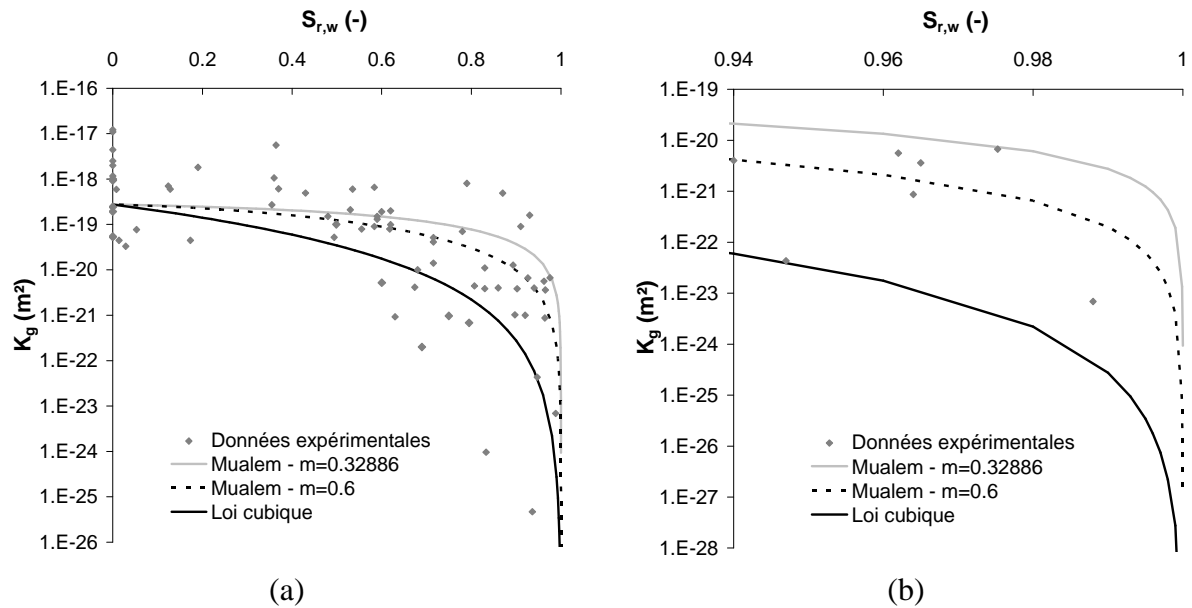 S_{r,w} (-)
0 0.2 0.4 0.6 0.8 1
1.E-16
1.E-17
1.E-18
1.E-19
1.E-20
1.E-21
1.E-22
1.E-23
1.E-24
1.E-25
1.E-26
K_g (m²)
Données expérimentales
Mualem - m=0.32886
Mualem - m=0.6
Loi cubique
(a)
S_{r,w} (-)
0.94 0.96 0.98 1
1.E-19
1.E-20
1.E-21
1.E-22
1.E-23
1.E-24
1.E-25
1.E-26
1.E-27
1.E-28
K_g (m²)
Données expérimentales
Mualem - m=0.32886
Mualem - m=0.6
Loi cubique
(b)